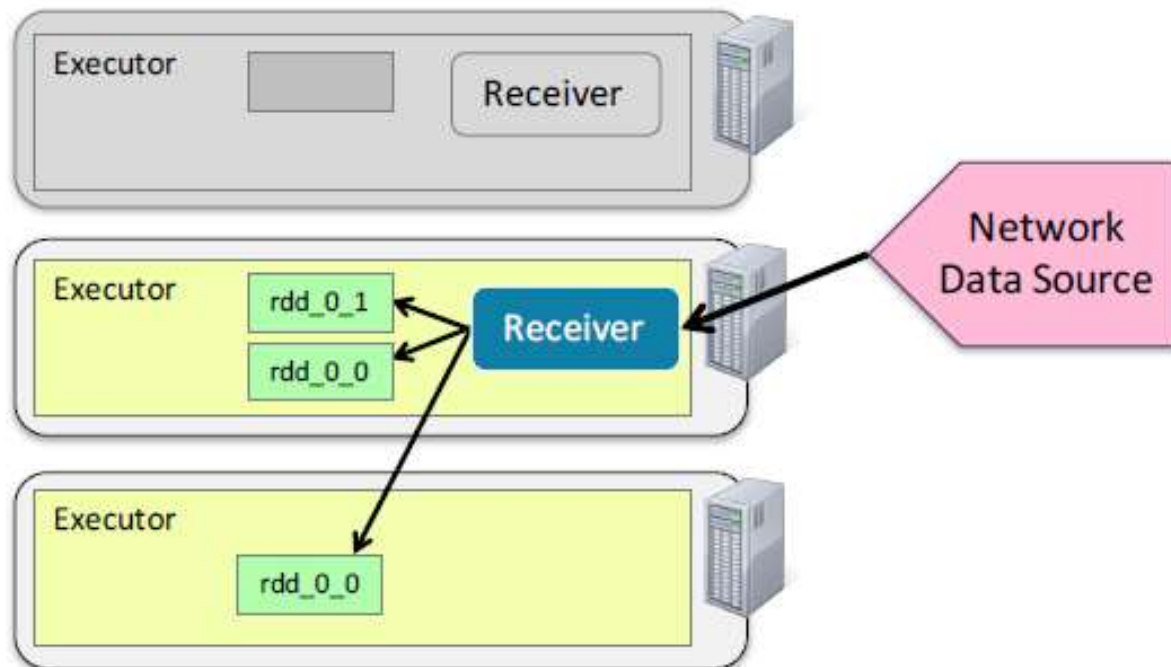 Executor
Receiver
Network
Data Source
Executor
rdd_0_1
Receiver
rdd_0_0
Executor
rdd_0_0